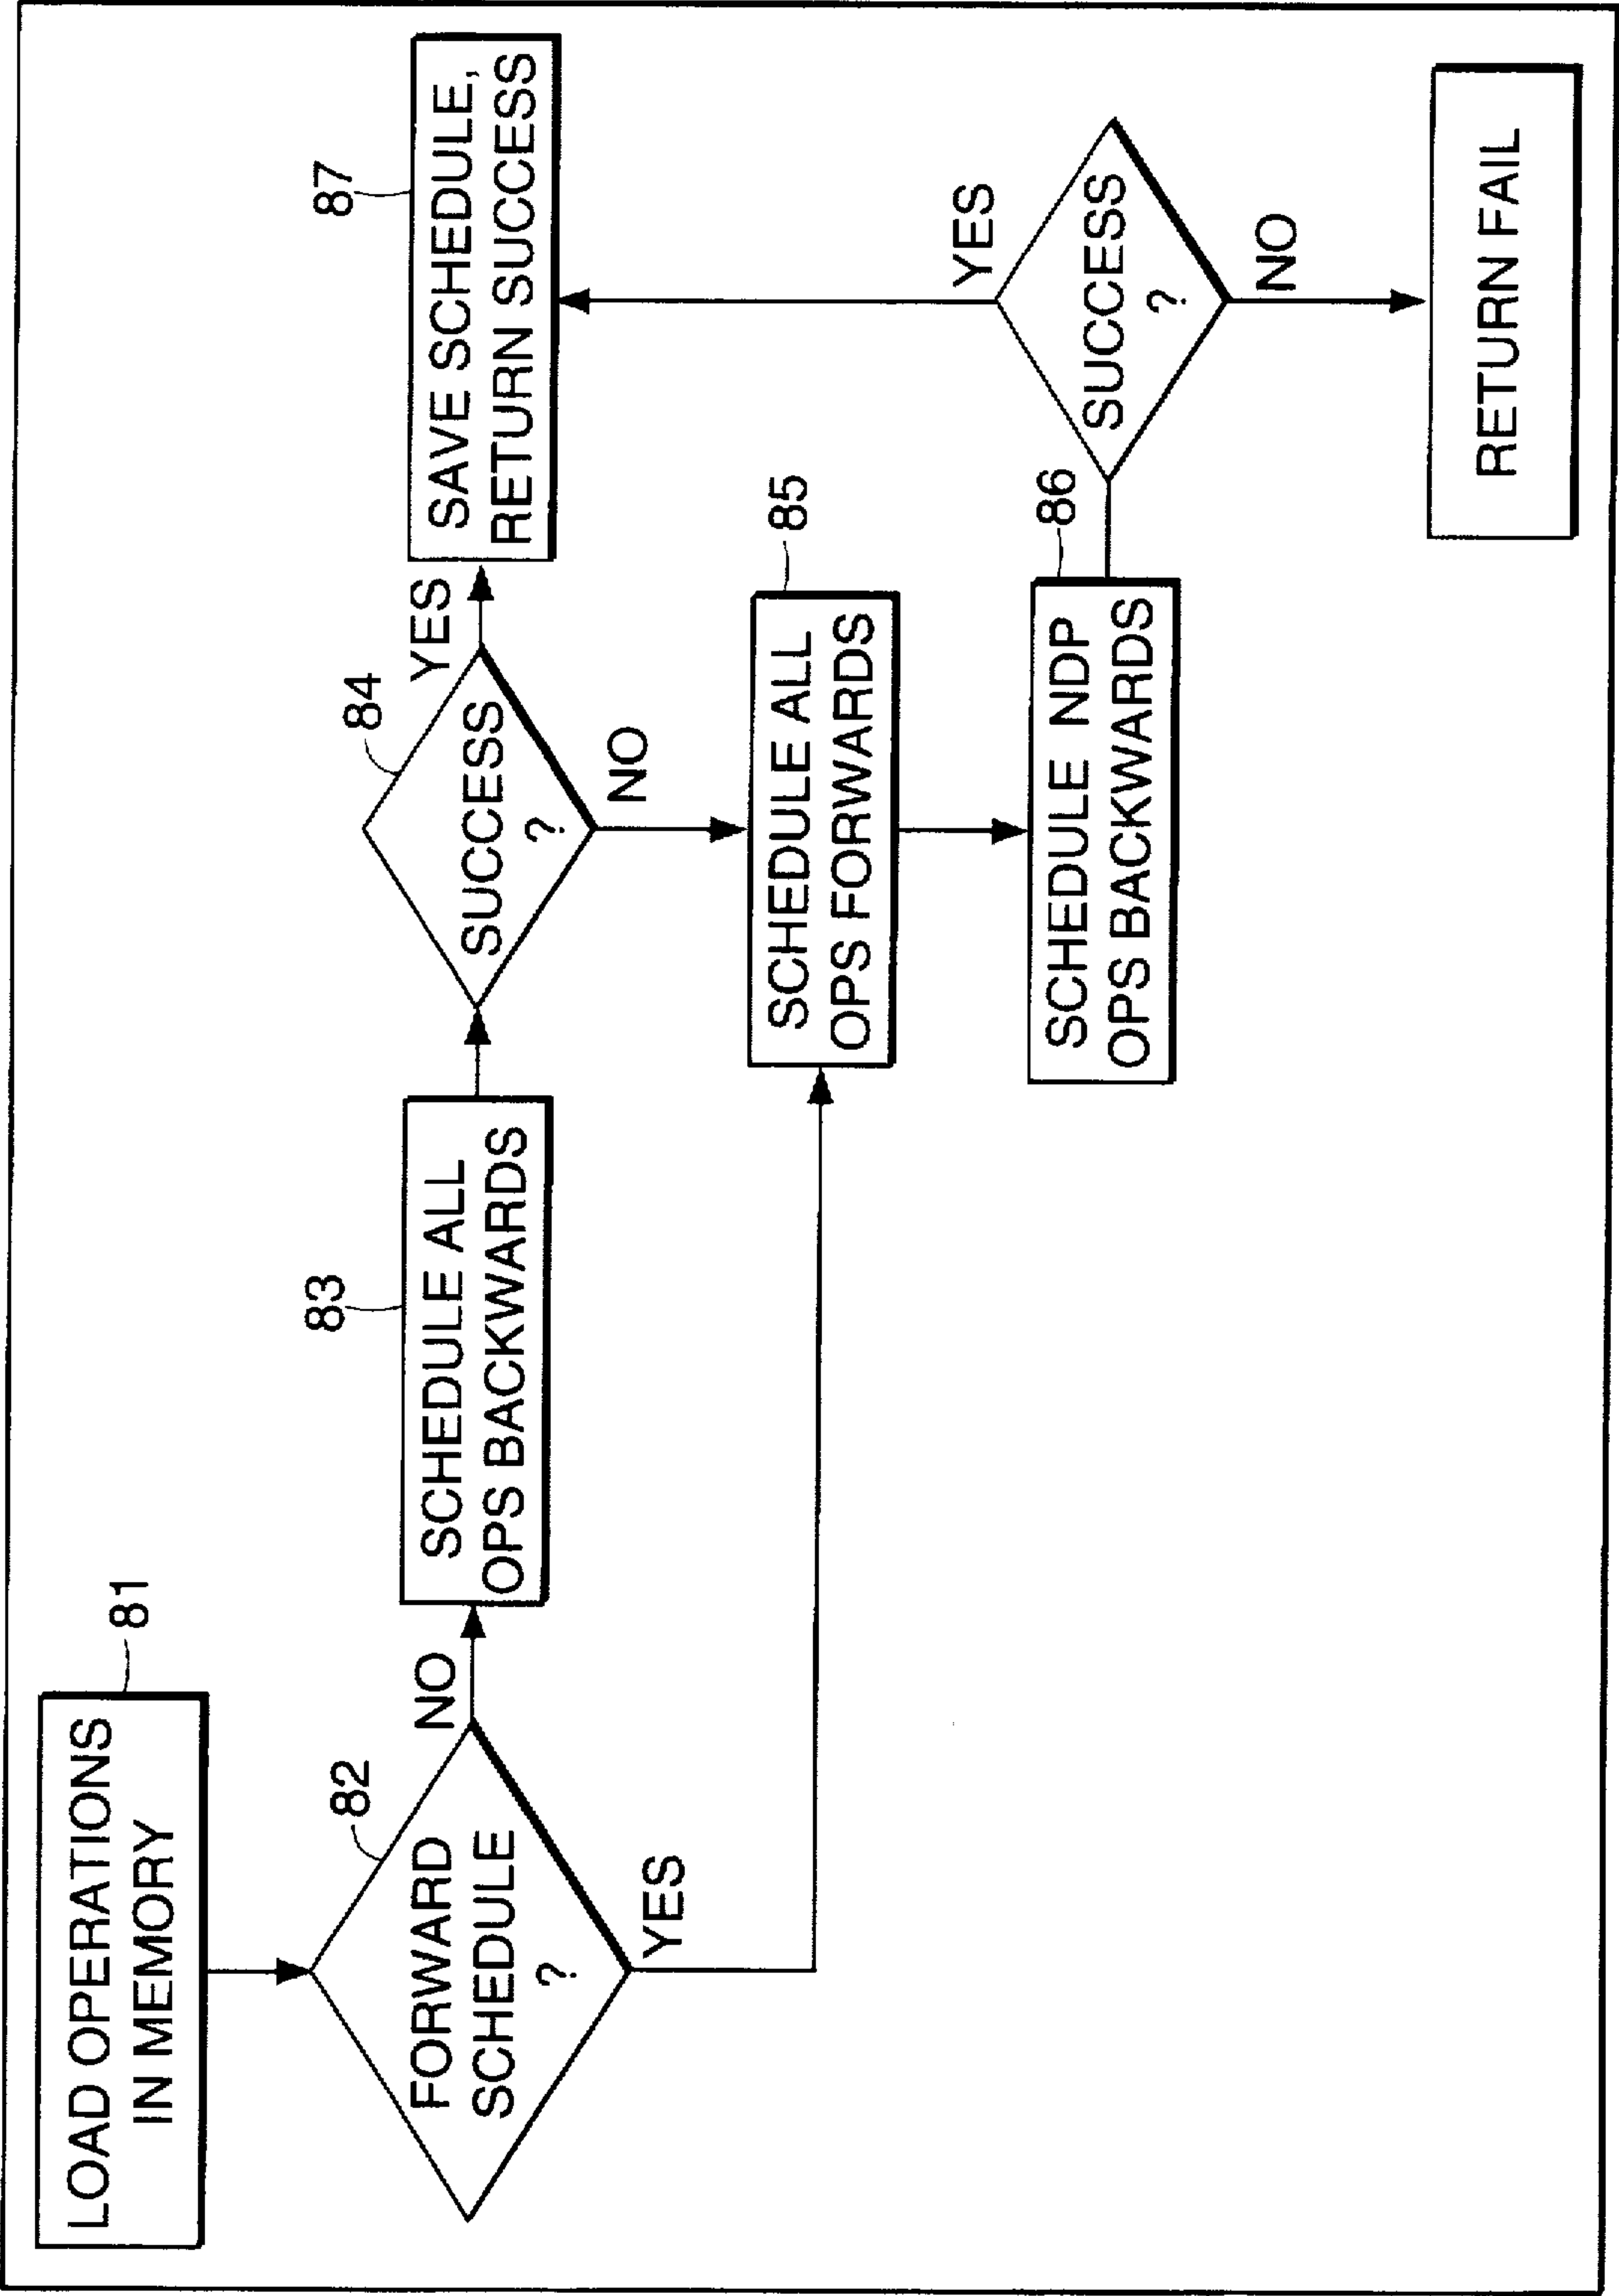 LOAD OPERATIONS
IN MEMORY
81
FORWARD
SCHEDULE
?
82
NO
YES
83
SCHEDULE ALL
OPS BACKWARDS
84
SUCCESS
?
YES
NO
87
SAVE SCHEDULE,
RETURN SUCCESS
85
SCHEDULE ALL
OPS FORWARDS
86
SCHEDULE NDP
OPS BACKWARDS
SUCCESS
?
YES
NO
RETURN FAIL